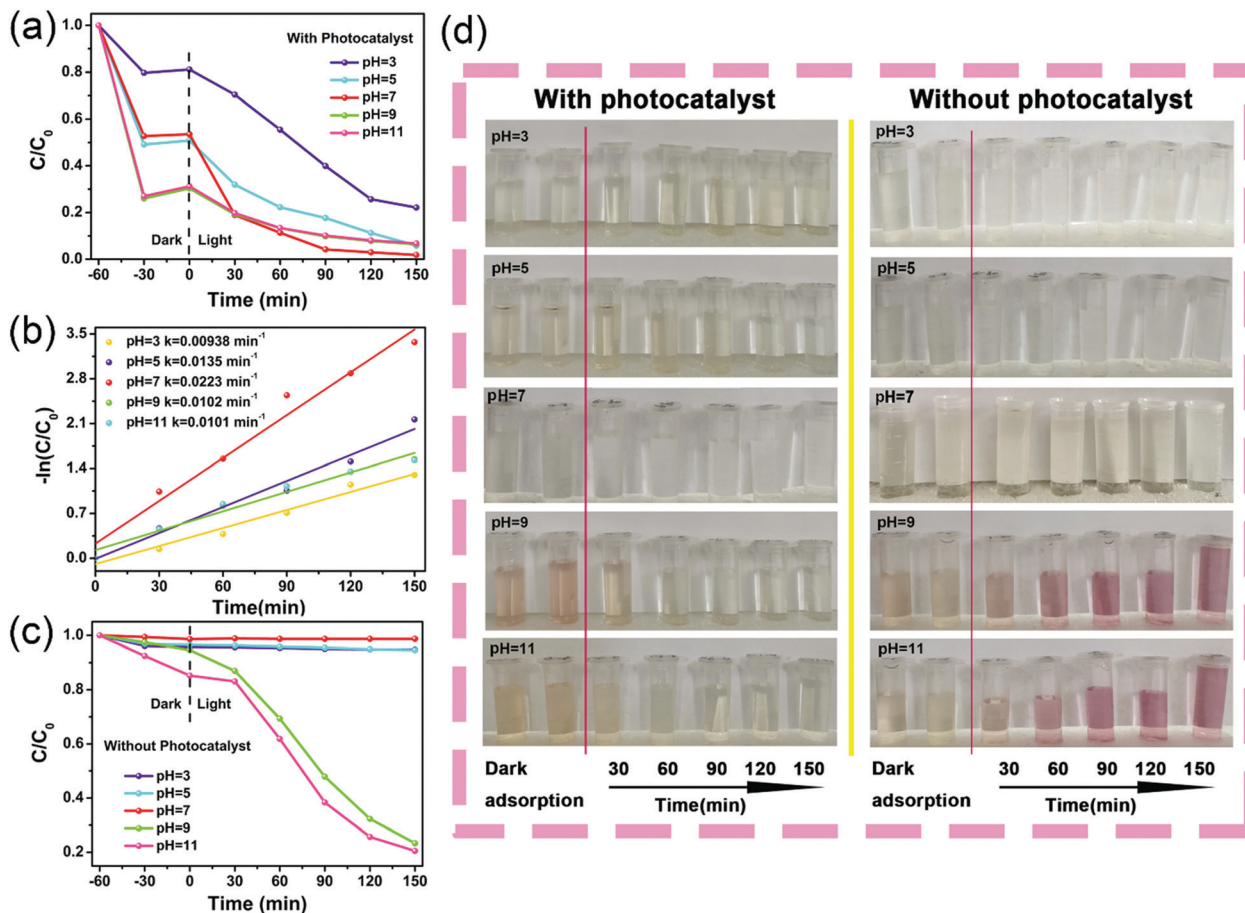 (a)
With Photocatalyst
pH=3
pH=5
pH=7
pH=9
pH=11
C/C0
1.0
0.8
0.6
0.4
0.2
0.0
Dark
Light
-60 -30 0 30 60 90 120 150
Time (min)
(b)
pH=3 k=0.00938 min-1
pH=5 k=0.0135 min-1
pH=7 k=0.0223 min-1
pH=9 k=0.0102 min-1
pH=11 k=0.0101 min-1
-ln(C/C0)
3.5
2.8
2.1
1.4
0.7
0.0
0 30 60 90 120 150
Time(min)
(c)
C/C0
1.0
0.8
0.6
0.4
0.2
Dark
Light
Without Photocatalyst
pH=3
pH=5
pH=7
pH=9
pH=11
-60 -30 0 30 60 90 120 150
Time (min)
(d)
With photocatalyst
pH=3
pH=5
pH=7
pH=9
pH=11
Dark
adsorption
30 60 90 120 150
Time(min)
Without photocatalyst
pH=3
pH=5
pH=7
pH=9
pH=11
Dark
adsorption
30 60 90 120 150
Time(min)